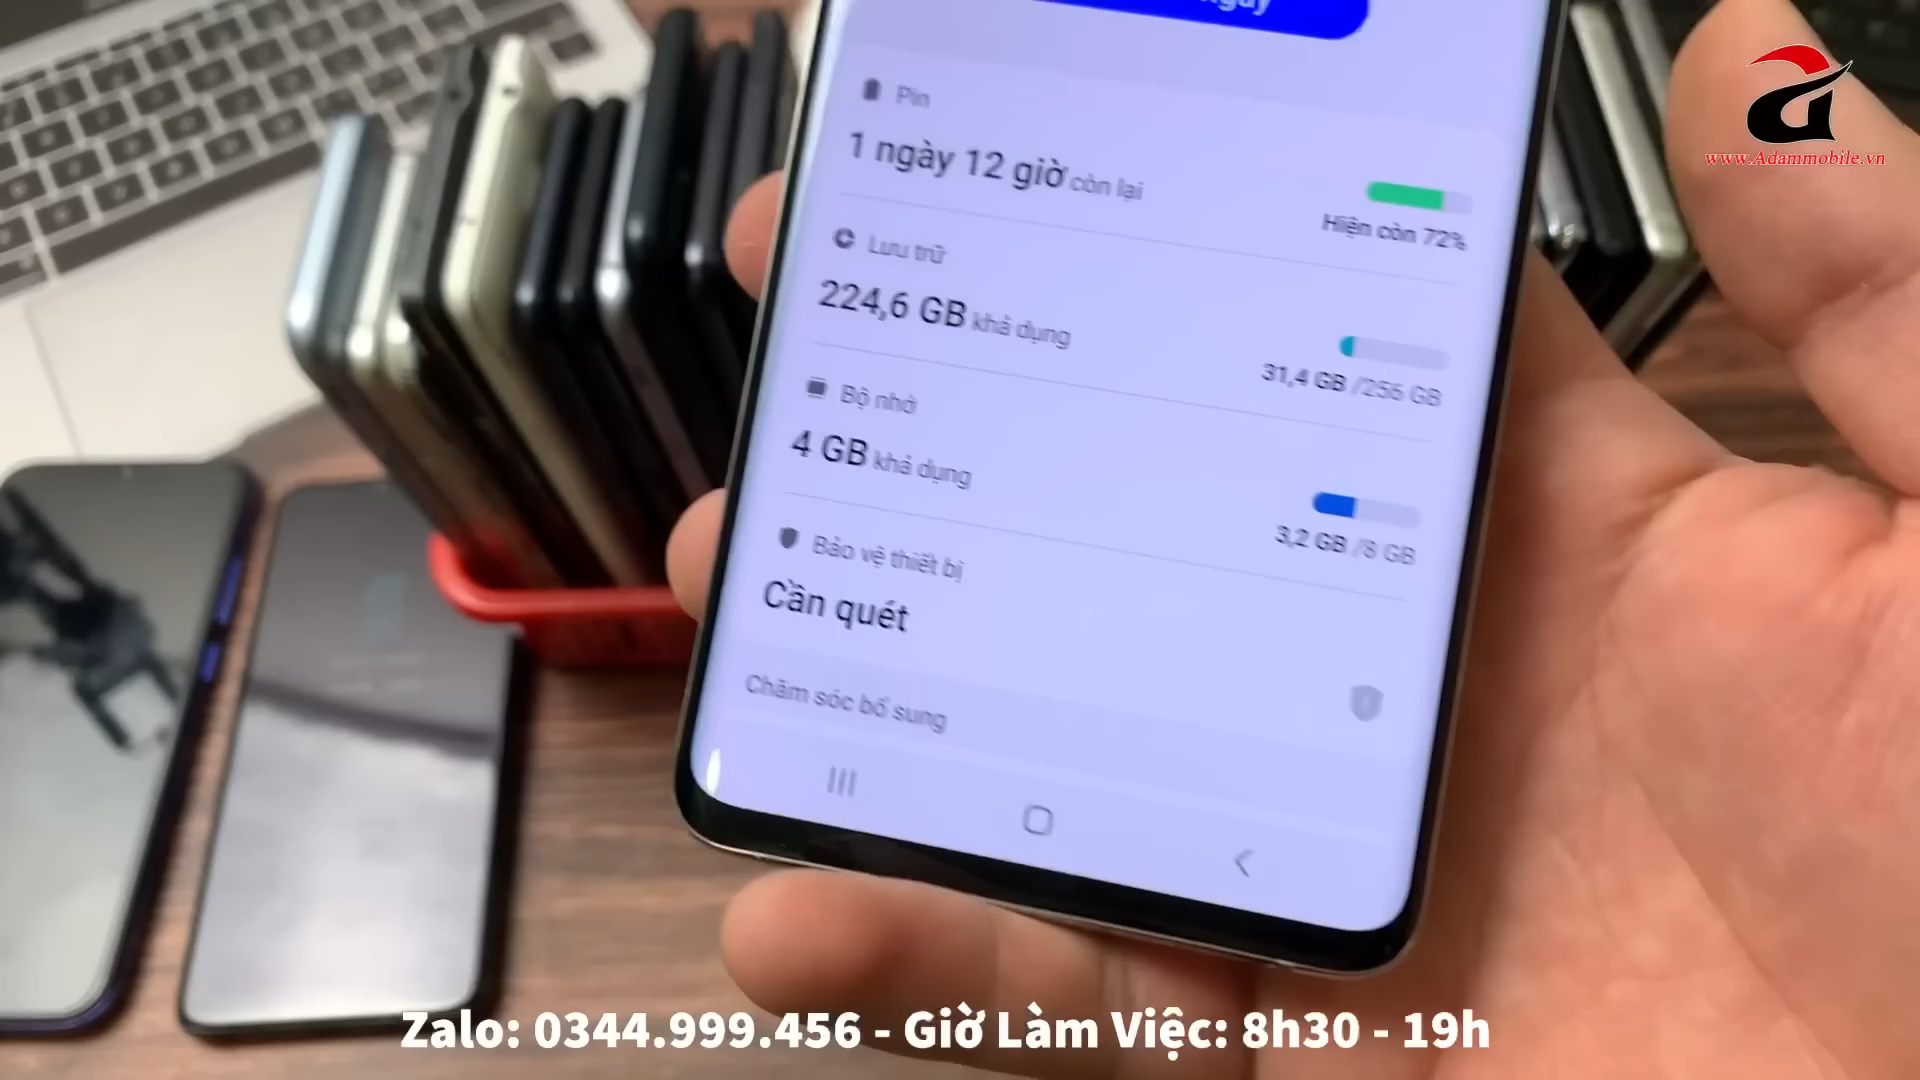 www.Adammobile.vn
Pin
1 ngày 12 giờ còn lại
Hiện còn 72%
Lưu trữ
224,6 GB khả dụng
31,4 GB /256 GB
Bộ nhớ
4 GB khả dụng
3,2 GB /8 GB
Bảo vệ thiết bị
Cần quét
Chăm sóc bổ sung
Zalo: 0344.999.456 - Giờ Làm Việc: 8h30 - 19h